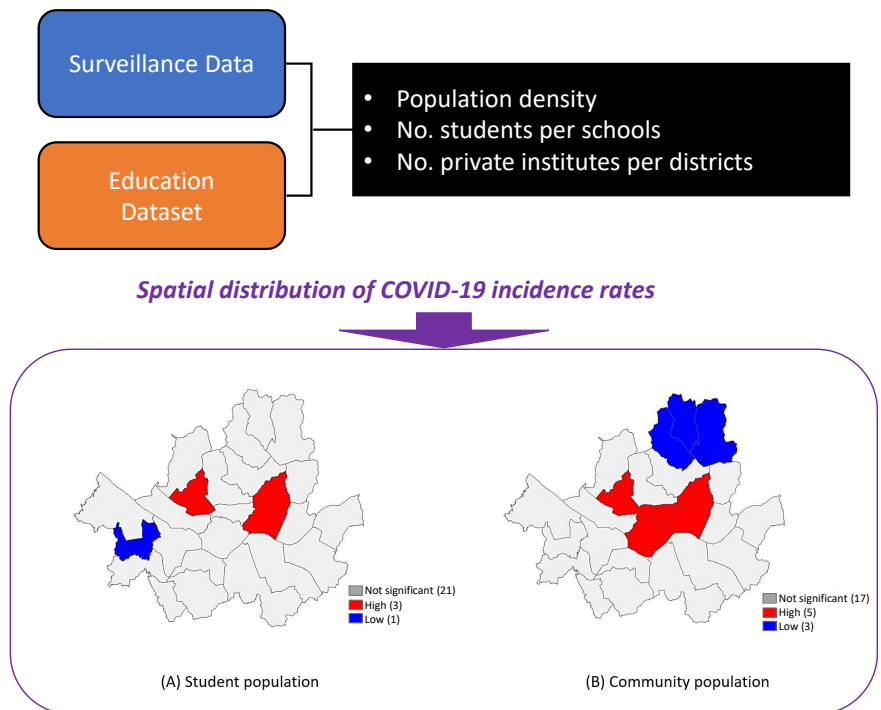 Surveillance Data
• Population density
• No. students per schools
• No. private institutes per districts
Education
Dataset
Spatial distribution of COVID-19 incidence rates
Not significant (21)
High (3)
Low (1)
(A) Student population
Not significant (17)
High (5)
Low (3)
(B) Community population